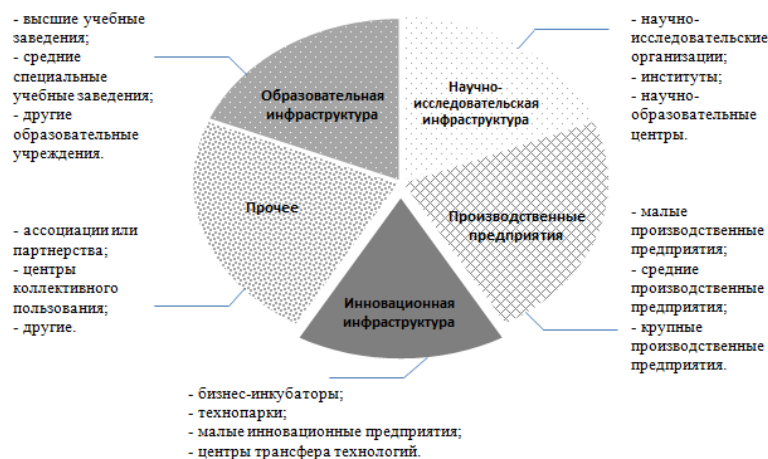 - высшие учебные
заведения;
- средние
специальные
учебные заведения;
- другие
образовательные
учреждения.
Образовательная
инфраструктура
Научно-
исследовательская
инфраструктура
- научно-
исследовательские
организации;
- институты;
- научно-
образовательные
центры.
Прочее
- ассоциации или
партнерства;
- центры
коллективного
пользования;
- другие.
Производственные
предприятия
- малые
производственные
предприятия;
- средние
производственные
предприятия;
- крупные
производственные
предприятия.
Инновационная
инфраструктура
- бизнес-инкубаторы;
- технопарки;
- малые инновационные предприятия;
- центры трансфера технологий.